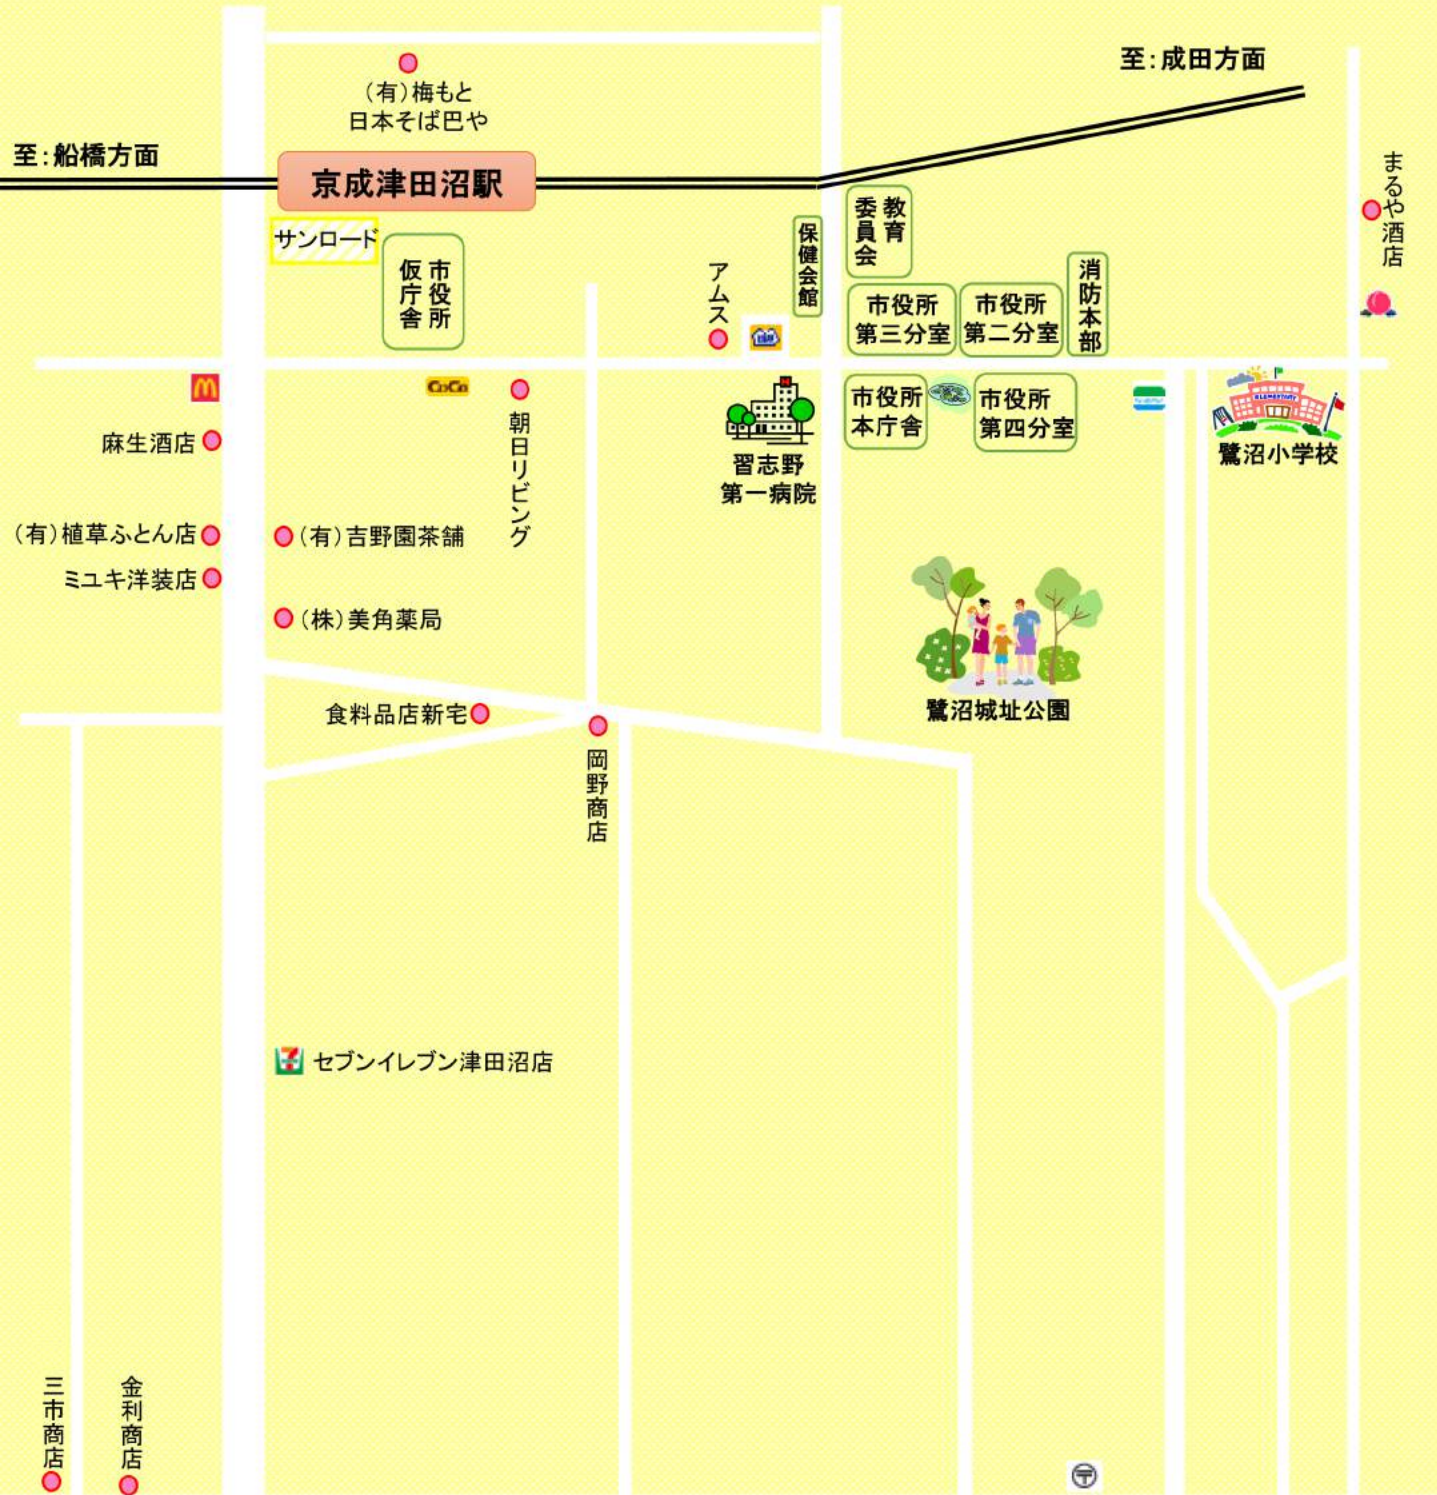 至：成田方面
（有）梅もと
日本そば巴や
至：船橋方面
京成津田沼駅
まるや酒店
サンロード
市役所
仮庁舎
アムス
保健会館
教育
委員会
市役所
第三分室
市役所
第二分室
消防本部
CoCo
朝日リビング
麻生酒店
習志野
第一病院
市役所
本庁舎
市役所
第四分室
ELEMENTARY
鷺沼小学校
（有）植草ふとん店
（有）吉野園茶舗
ミユキ洋装店
（株）美角薬局
食料品店新宅
岡野商店
鷺沼城址公園
セブンイレブン津田沼店
三市商店
金利商店